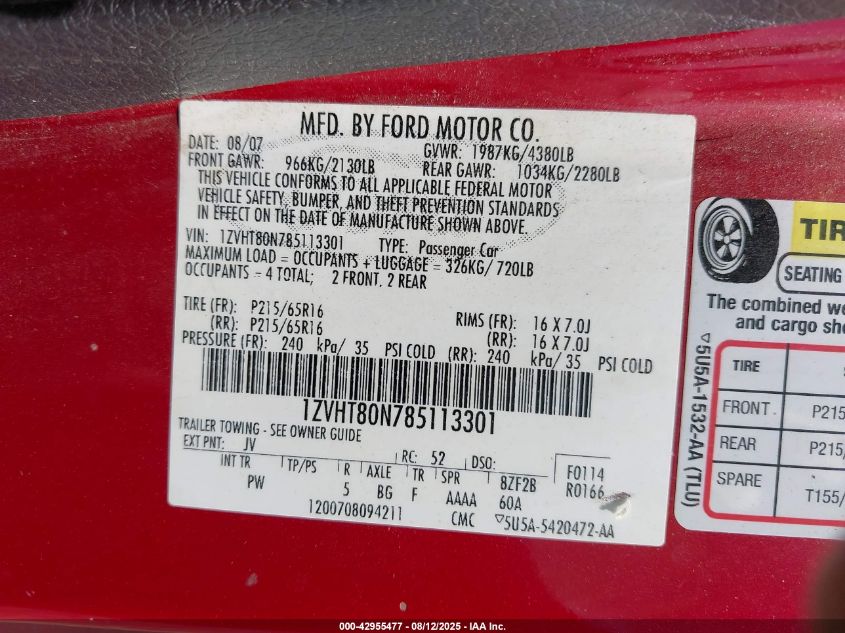 MFD. BY FORD MOTOR CO.
DATE: 08/07 GVWR: 1987KG/4380LB
FRONT GAWR: 966KG/2130LB REAR GAWR: 1034KG/2280LB
THIS VEHICLE CONFORMS TO ALL APPLICABLE FEDERAL MOTOR
VEHICLE SAFETY, BUMPER, AND THEFT PREVENTION STANDARDS
IN EFFECT ON THE DATE OF MANUFACTURE SHOWN ABOVE.
VIN: 1ZVHT80N785113301 TYPE: Passenger Car
MAXIMUM LOAD = OCCUPANTS + LUGGAGE = 326KG/720LB
OCCUPANTS = 4 TOTAL; 2 FRONT, 2 REAR
TIRE (FR): P215/65R16 RIMS (FR): 16 X 7.0J
(RR): P215/65R16 (RR): 16 X 7.0J
PRESSURE (FR): 240 kPa/ 35 PSI COLD (RR): 240 kPa/ 35 PSI COLD
1ZVHT80N785113301
TRAILER TOWING - SEE OWNER GUIDE
EXT PNT: JV RC: 52 DSO:
INT TR TP/PS R AXLE TR SPR 8ZF2B F0114
PW 5 BG F AAAA 60A R0166
1200708094211 CMC ▽5U5A-5420472-AA
TIR
SEATING
The combined we
and cargo sho
TIRE
FRONT P215
REAR P215/
SPARE T155/
▽5U5A-1532-AA (TLU)
000-42955477 - 08/12/2025 - IAA Inc.